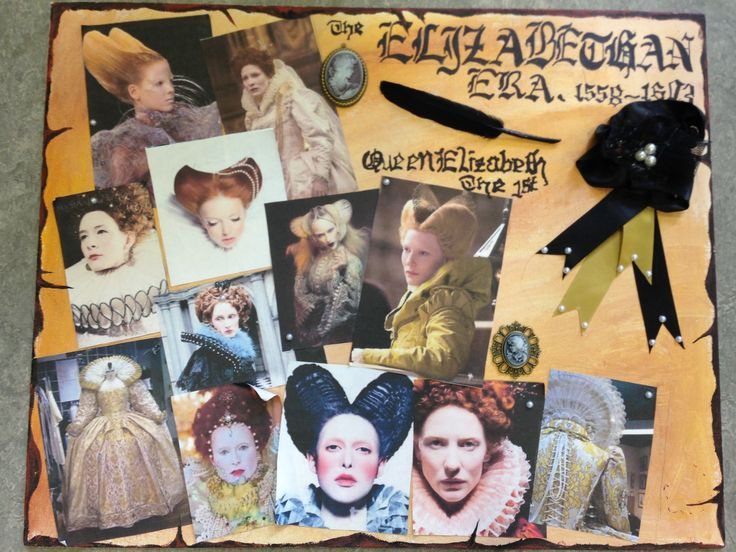 The ELIZABETHAN
ERA. 1558-1603
Queen Elizabeth
The 1st